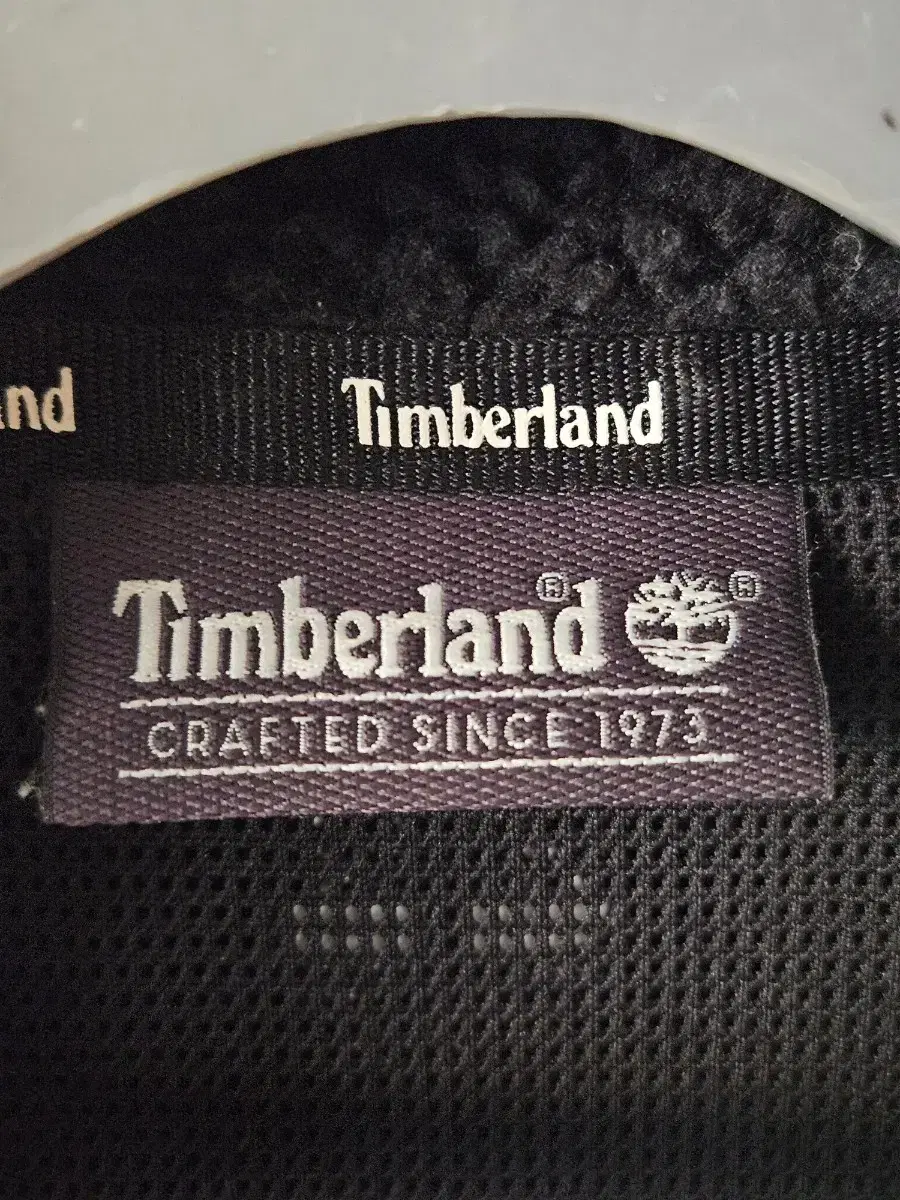 nd Timberland
Timberland® ®
CRAFTED SINCE 1973